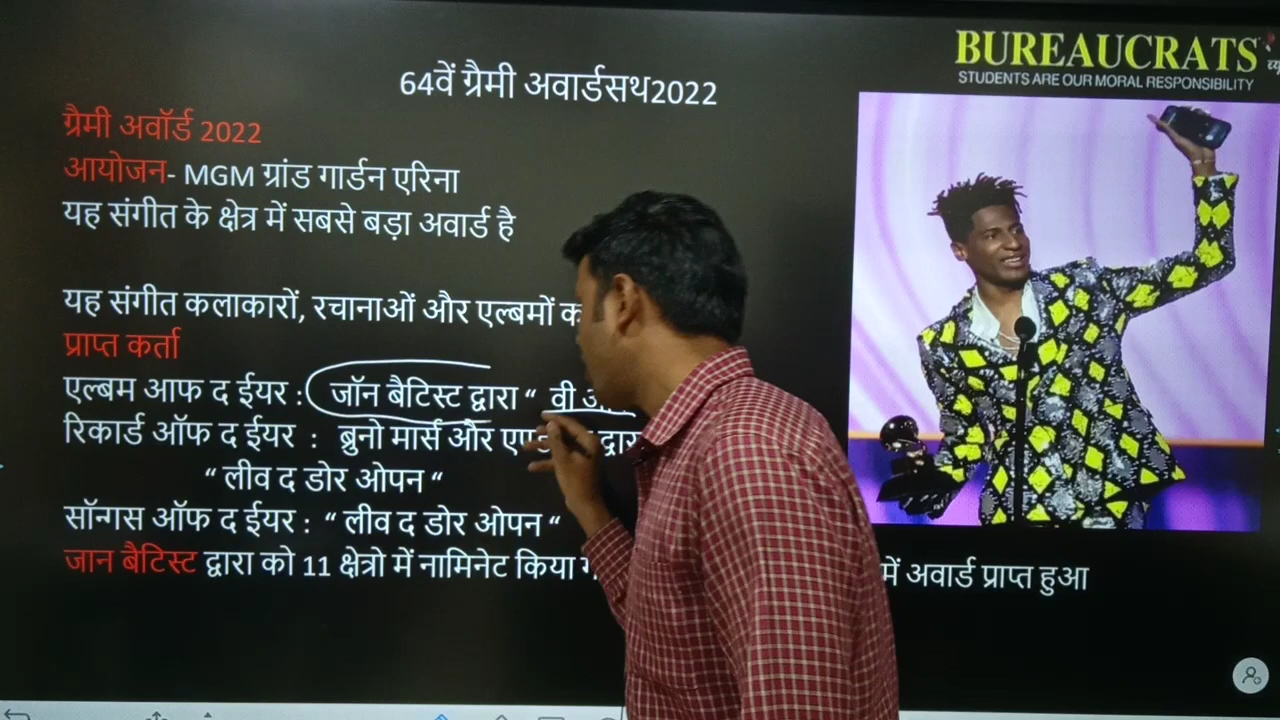 BUREAUCRATS
STUDENTS ARE OUR MORAL RESPONSIBILITY
64वें ग्रैमी अवार्डसथ2022
ग्रैमी अवॉर्ड 2022
आयोजन- MGM ग्रांड गार्डन एरिना
यह संगीत के क्षेत्र में सबसे बड़ा अवार्ड है
यह संगीत कलाकारों, रचानाओं और एल्बमों
प्राप्त कर्ता
एल्बम आफ द ईयर : जॉन बैटिस्ट द्वारा “ वी
रिकार्ड ऑफ द ईयर : ब्रुनो मार्स और
“ लीव द डोर ओपन “
सॉन्गस ऑफ द ईयर : “ लीव द डोर ओपन “
जान बैटिस्ट द्वारा को 11 क्षेत्रो में नामिनेट किया में अवार्ड प्राप्त हुआ